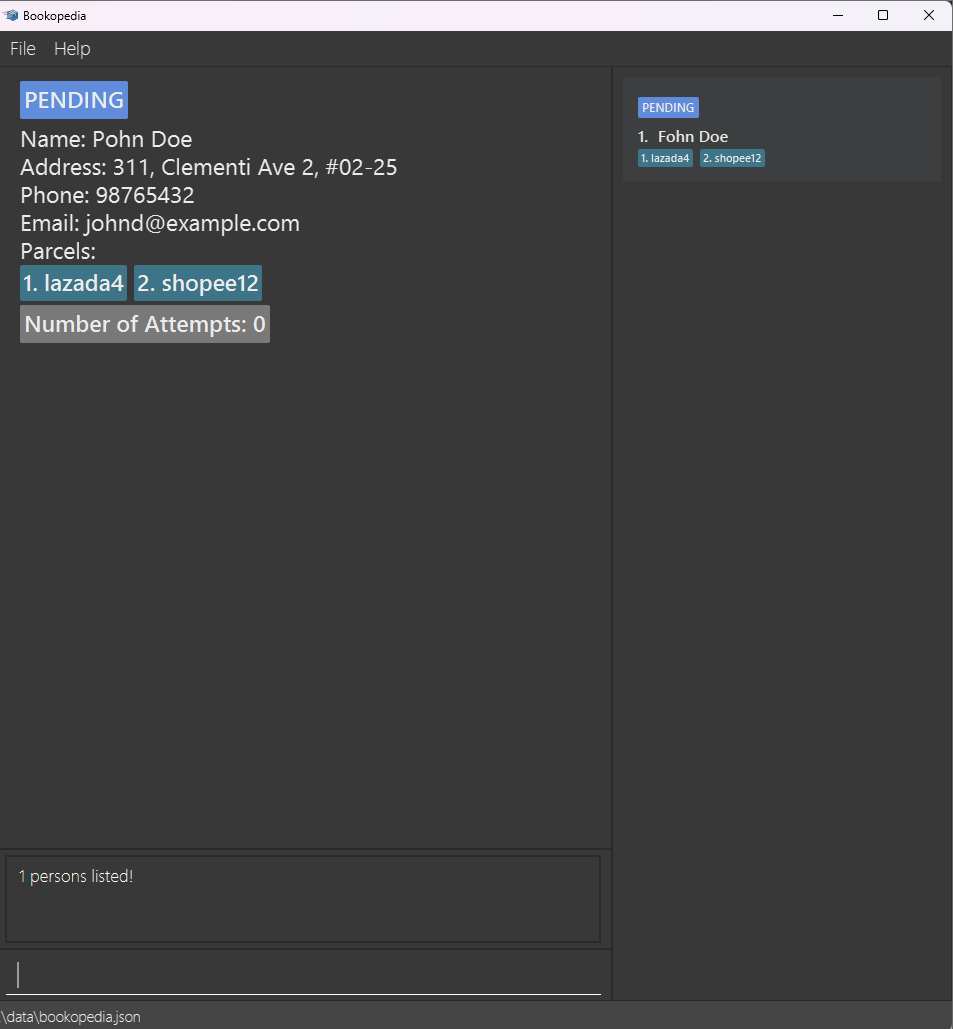 Bookopedia
File Help
PENDING
Name: Pohn Doe
Address: 311, Clementi Ave 2, #02-25
Phone: 98765432
Email: johnd@example.com
Parcels:
1. lazada4 2. shopee12
Number of Attempts: 0
PENDING
1. Fohn Doe
1. lazada4 2. shopee12
1 persons listed!
\data\bookopedia.json